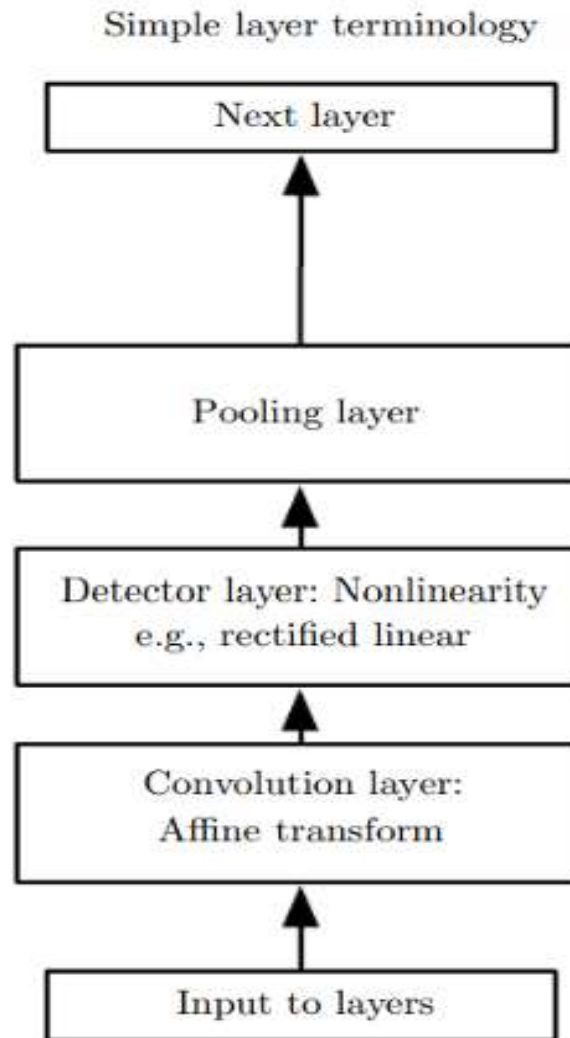 Simple layer terminology
Next layer
Pooling layer
Detector layer: Nonlinearity
e.g., rectified linear
Convolution layer:
Affine transform
Input to layers